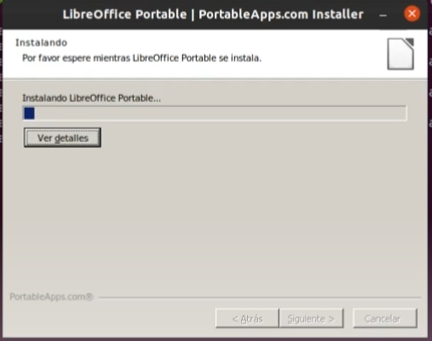 LibreOffice Portable | PortableApps.com Installer
Instalando
Por favor espere mientras LibreOffice Portable se instala.
Instalando LibreOffice Portable...
Ver detalles
PortableApps.com®
< Atrás
Siguiente >
Cancelar